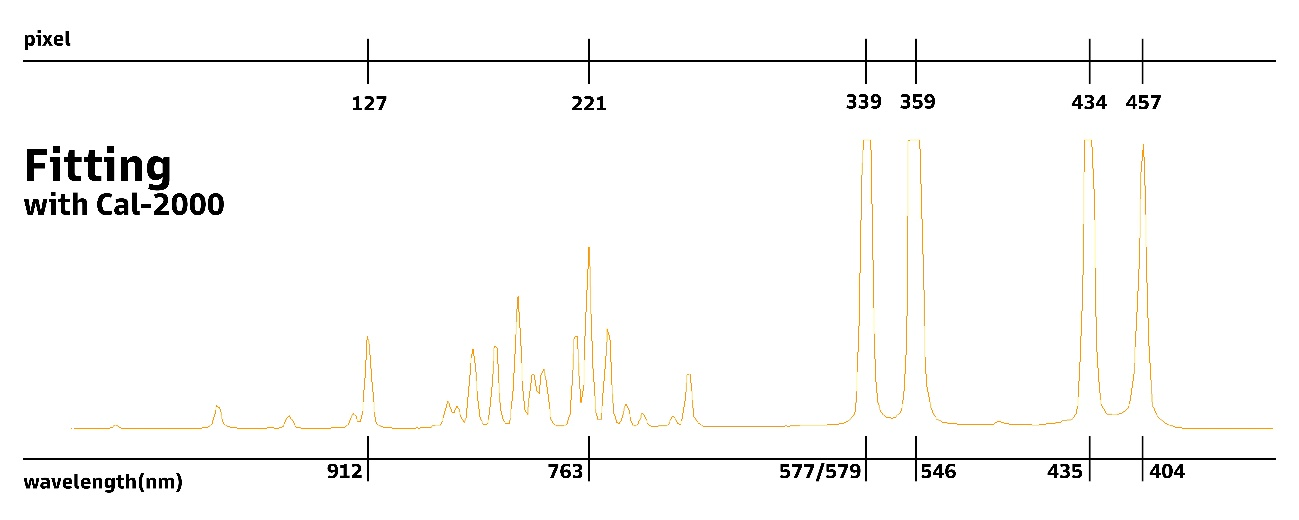 pixel
127 221 339 359 434 457
Fitting
with Cal-2000
912 763 577/579 546 435 404
wavelength(nm)